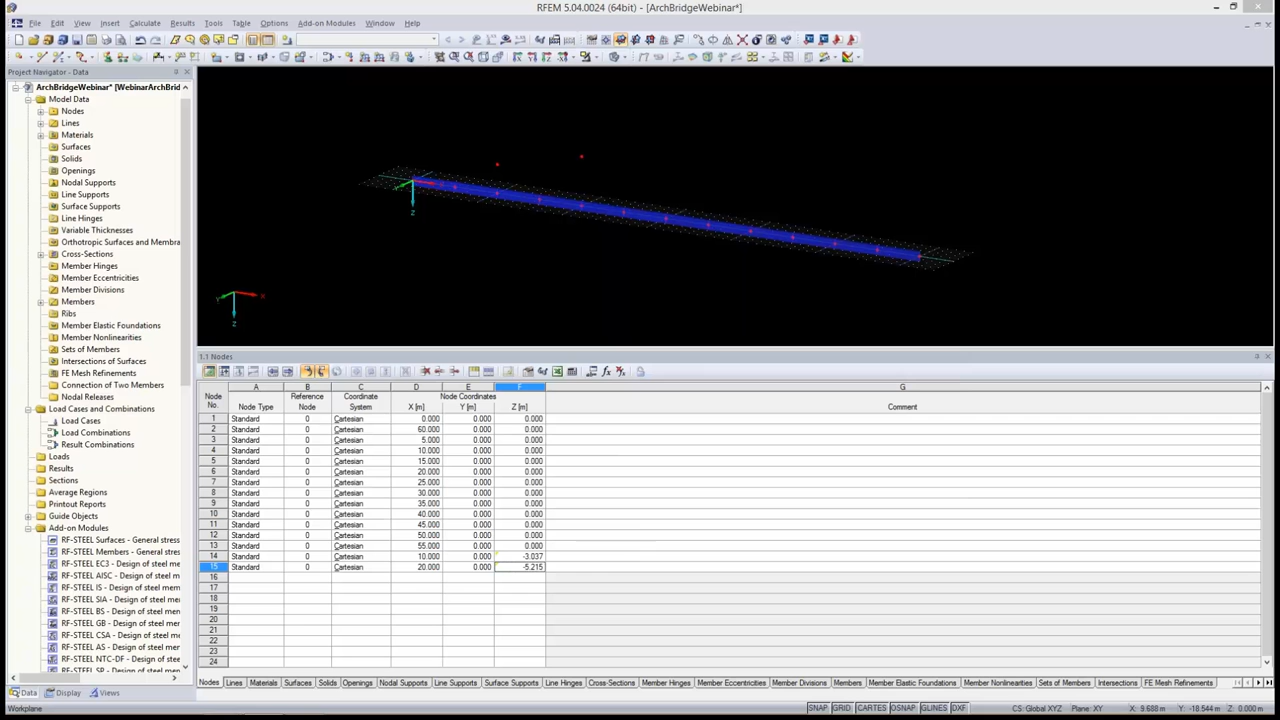 RFEM 5.04.0024 (64bit) - [ArchBridgeWebinar*]
File Edit View Insert Calculate Results Tools Table Options Add-on Modules Window Help
Project Navigator - Data
ArchBridgeWebinar* [WebinarArchBrid
Model Data
Nodes
Lines
Materials
Surfaces
Solids
Openings
Nodal Supports
Line Supports
Surface Supports
Line Hinges
Variable Thicknesses
Orthotropic Surfaces and Membra
Cross-Sections
Member Hinges
Member Eccentricities
Member Divisions
Members
Ribs
Member Elastic Foundations
Member Nonlinearities
Sets of Members
Intersections of Surfaces
FE Mesh Refinements
Connection of Two Members
Nodal Releases
Load Cases and Combinations
Load Cases
Load Combinations
Result Combinations
Loads
Results
Sections
Average Regions
Printout Reports
Guide Objects
Add-on Modules
RF-STEEL Surfaces - General stress
RF-STEEL Members - General stress
RF-STEEL EC3 - Design of steel mem
RF-STEEL AISC - Design of steel me
RF-STEEL IS - Design of steel mem
RF-STEEL SIA - Design of steel mem
RF-STEEL BS - Design of steel mem
RF-STEEL GB - Design of steel mem
RF-STEEL CSA - Design of steel me
RF-STEEL AS - Design of steel mem
RF-STEEL NTC-DF - Design of steel
RF-STEEL SP - Design of steel mem
Data Display Views
Z
X
Y
Z
1.1 Nodes
A B C D E F G
Node Reference Coordinate Node Coordinates
No. Node Type Node System X [m] Y [m] Z [m] Comment
1 Standard 0 Cartesian 0.000 0.000 0.000
2 Standard 0 Cartesian 60.000 0.000 0.000
3 Standard 0 Cartesian 5.000 0.000 0.000
4 Standard 0 Cartesian 10.000 0.000 0.000
5 Standard 0 Cartesian 15.000 0.000 0.000
6 Standard 0 Cartesian 20.000 0.000 0.000
7 Standard 0 Cartesian 25.000 0.000 0.000
8 Standard 0 Cartesian 30.000 0.000 0.000
9 Standard 0 Cartesian 35.000 0.000 0.000
10 Standard 0 Cartesian 40.000 0.000 0.000
11 Standard 0 Cartesian 45.000 0.000 0.000
12 Standard 0 Cartesian 50.000 0.000 0.000
13 Standard 0 Cartesian 55.000 0.000 0.000
14 Standard 0 Cartesian 10.000 0.000 -3.037
15 Standard 0 Cartesian 20.000 0.000 -5.215
16
17
18
19
20
21
22
23
24
Nodes Lines Materials Surfaces Solids Openings Nodal Supports Line Supports Surface Supports Line Hinges Cross-Sections Member Hinges Member Eccentricities Member Divisions Members Member Elastic Foundations Member Nonlinearities Sets of Members Intersections FE Mesh Refinements
Workplane SNAP GRID CARTES OSNAP GLINES DXF CS: Global XYZ Plane: XY X: 9.688 m Y: -18.544 m Z: 0.000 m